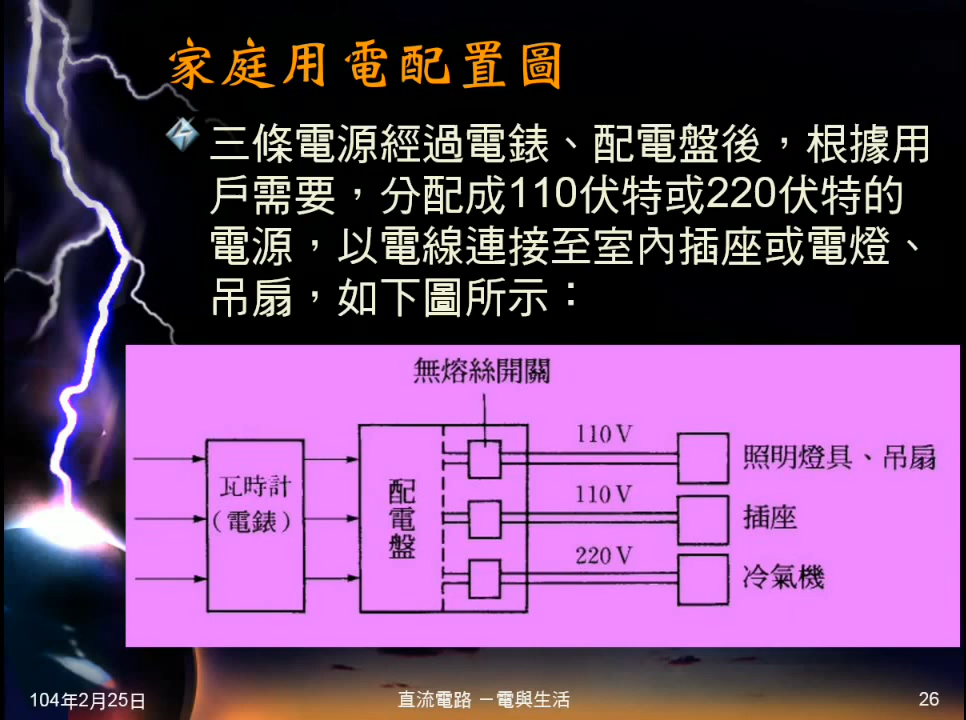 家庭用電配置圖
三條電源經過電錶、配電盤後，根據用
戶需要，分配成110伏特或220伏特的
電源，以電線連接至室內插座或電燈、
吊扇，如下圖所示：
無熔絲開關
瓦時計
（電錶）
配電盤
110V
照明燈具、吊扇
110V
插座
220V
冷氣機
104年2月25日
直流電路 －電與生活
26